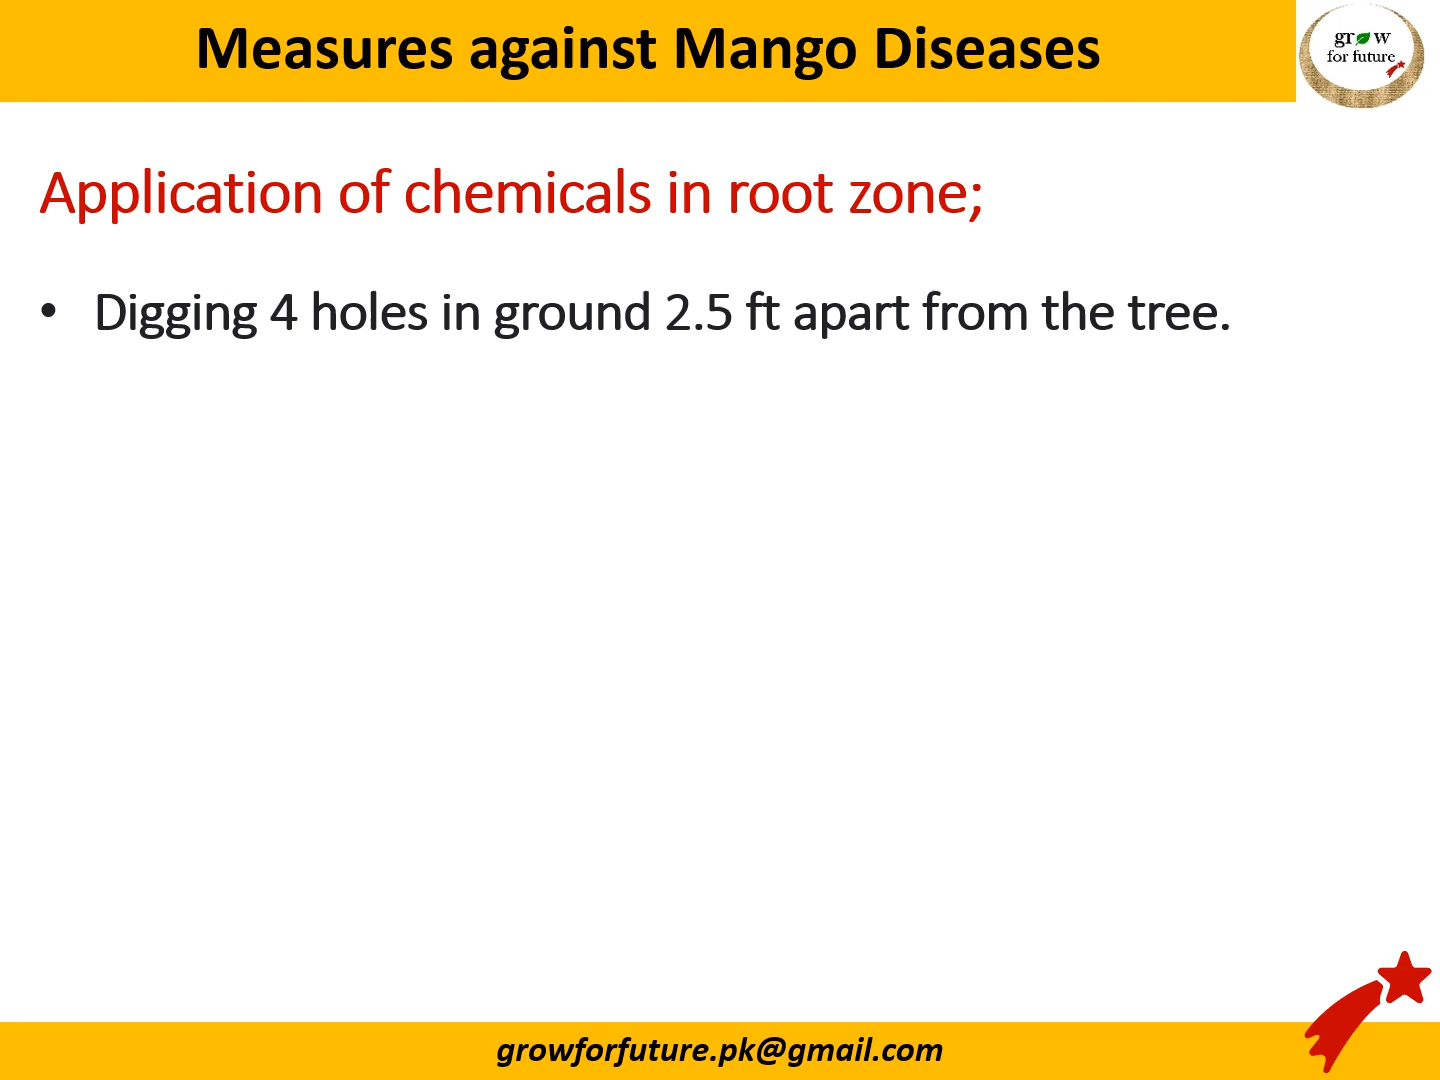 Measures against Mango Diseases
gr w
for future
Application of chemicals in root zone;
• Digging 4 holes in ground 2.5 ft apart from the tree.
growforfuture.pk@gmail.com